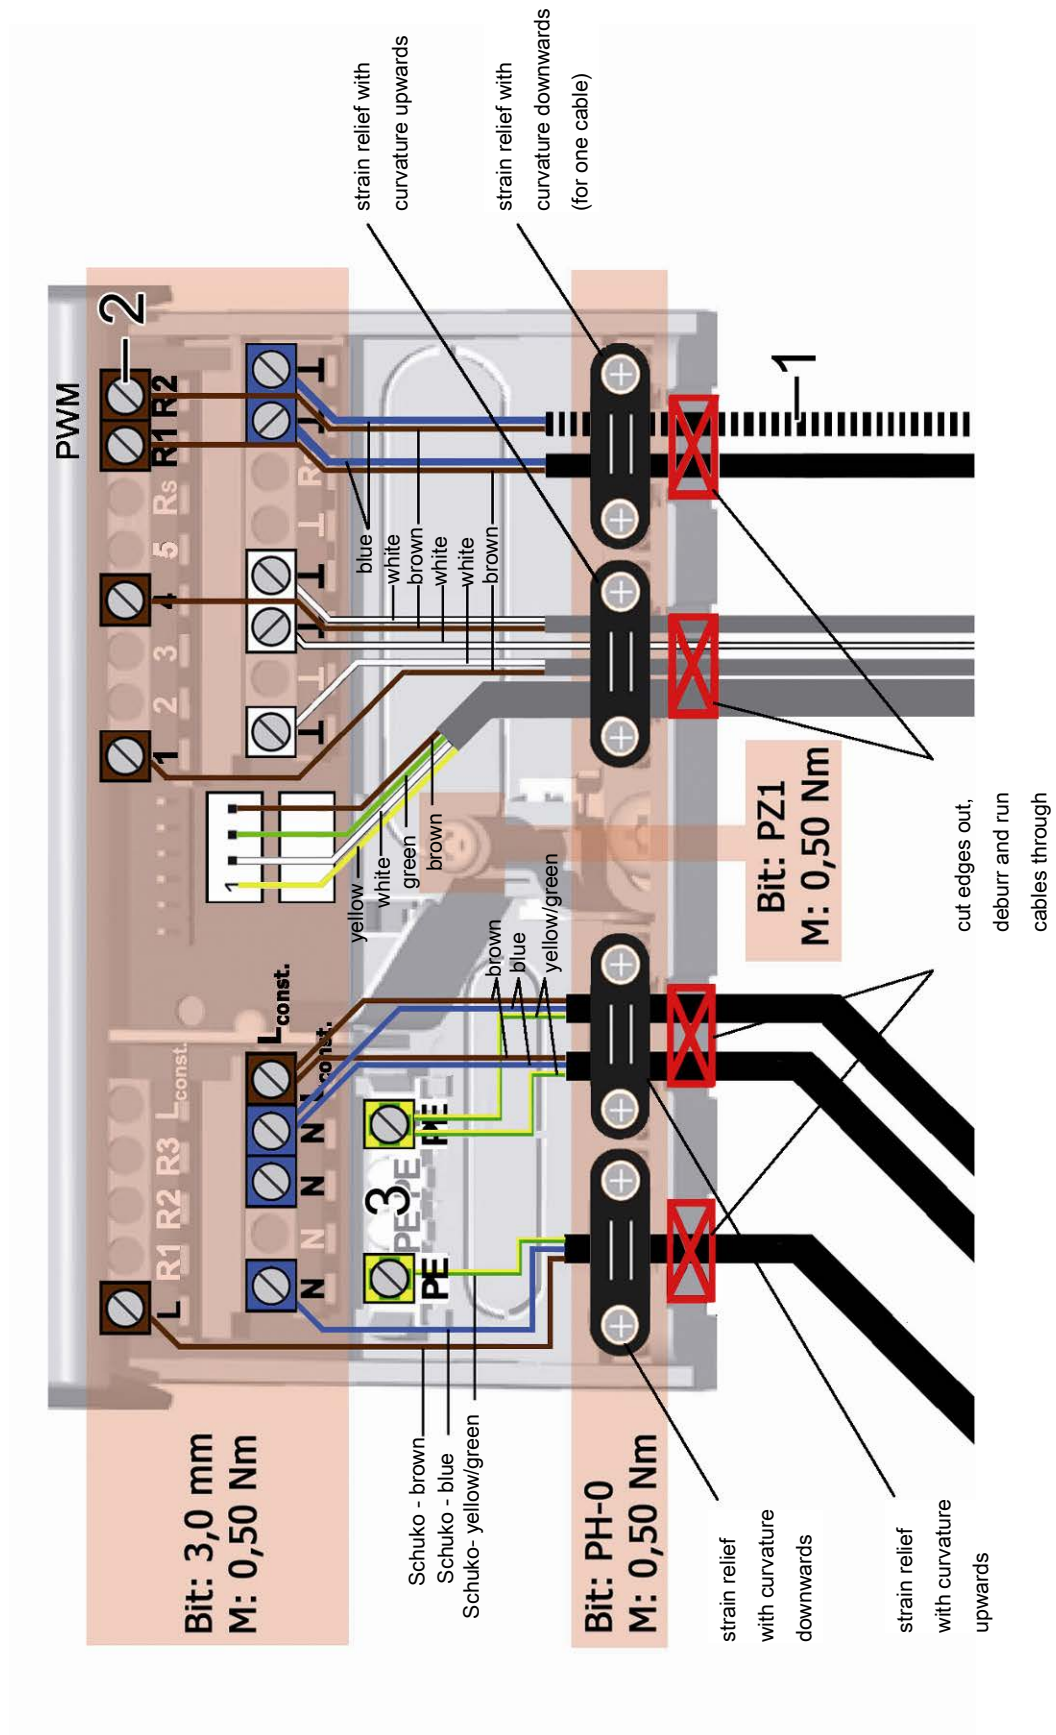 PWM
2
L R1 R2 R3 Lconst. 1 2 3 4 5 Rs R1 R2
Bit: 3,0 mm
M: 0,50 Nm
1
Lconst.
N N N N Lconst.
strain relief with
curvature upwards
3
PE PE PE PE
yellow
white
green
brown
blue
white
brown
white
white
brown
Schuko - brown
Schuko - blue
Schuko- yellow/green
brown
blue
yellow/green
strain relief with
curvature downwards
(for one cable)
Bit: PH-0
M: 0,50 Nm
Bit: PZ1
M: 0,50 Nm
1
strain relief
with curvature
downwards
strain relief
with curvature
upwards
cut edges out,
deburr and run
cables through